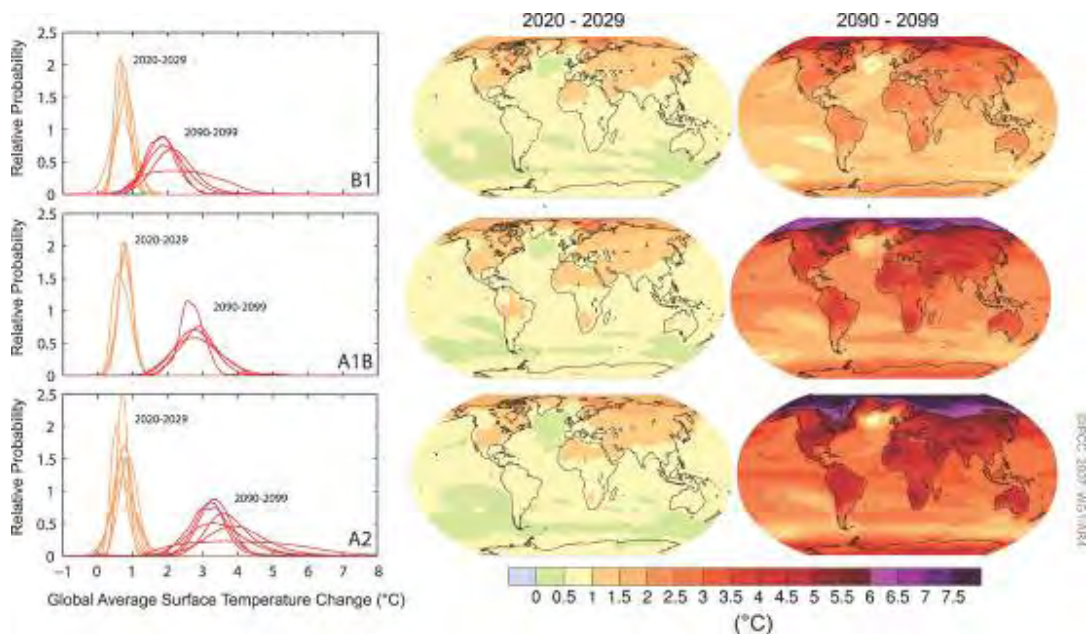 2020 - 2029
2090 - 2099
Relative Probability
2.5
2
1.5
1
0.5
0
2020-2029
2090-2099
B1
Relative Probability
2.5
2
1.5
1
0.5
0
2020-2029
2090-2099
A1B
Relative Probability
2.5
2
1.5
1
0.5
0
2020-2029
2090-2099
A2
−1 0 1 2 3 4 5 6 7 8
Global Average Surface Temperature Change (°C)
0 0.5 1 1.5 2 2.5 3 3.5 4 4.5 5 5.5 6 6.5 7 7.5
(°C)
©IPCC 2007: WG1-AR4